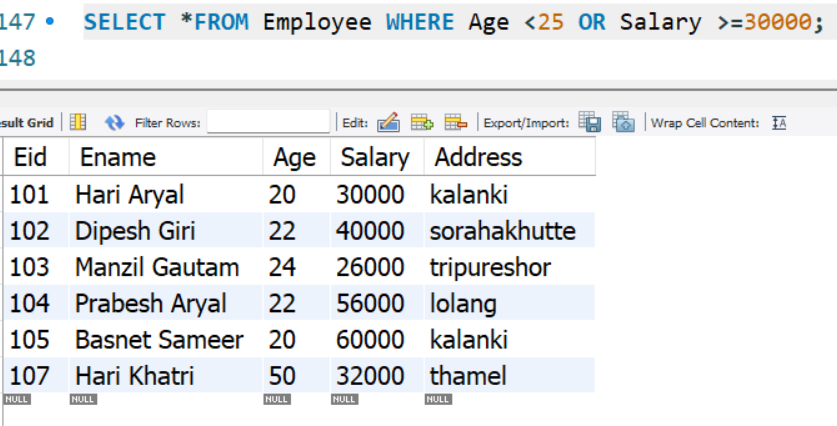 147 SELECT *FROM Employee WHERE Age <25 OR Salary >=30000;
148
sult Grid Filter Rows: Edit: Export/Import: Wrap Cell Content: IA
Eid Ename Age Salary Address
101 Hari Aryal 20 30000 kalanki
102 Dipesh Giri 22 40000 sorahakhutte
103 Manzil Gautam 24 26000 tripureshor
104 Prabesh Aryal 22 56000 lolang
105 Basnet Sameer 20 60000 kalanki
107 Hari Khatri 50 32000 thamel
NULL NULL NULL NULL NULL